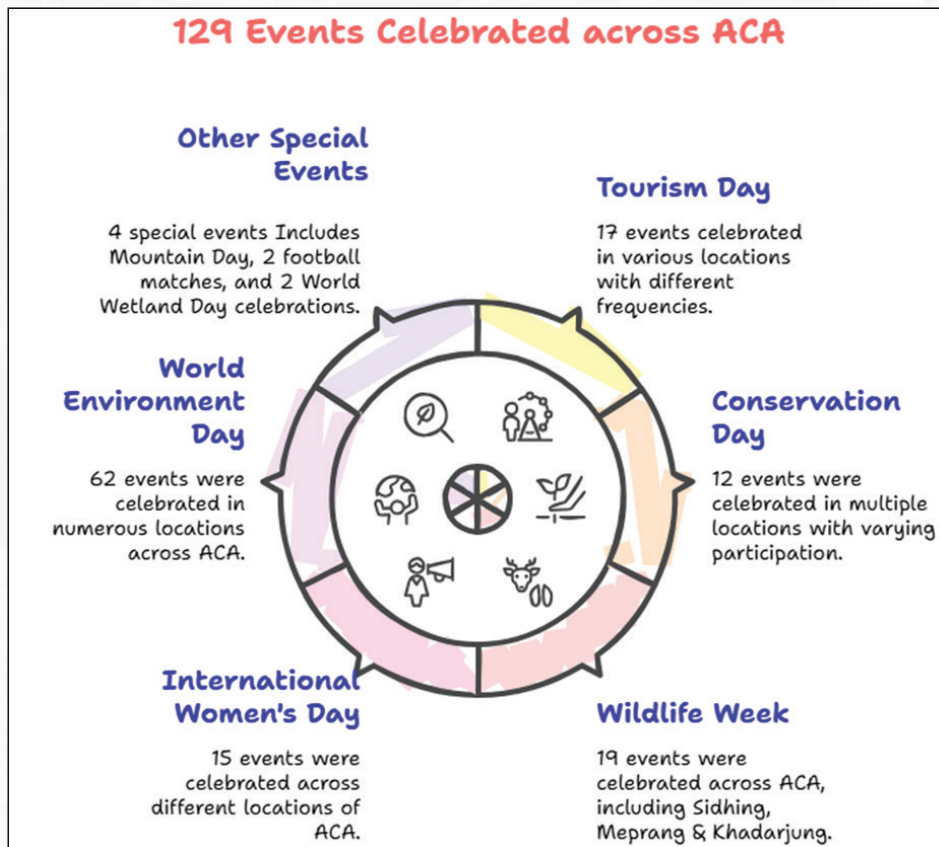 129 Events Celebrated across ACA
Other Special
Events
4 special events Includes
Mountain Day, 2 football
matches, and 2 World
Wetland Day celebrations.
Tourism Day
17 events celebrated
in various locations
with different
frequencies.
World
Environment
Day
62 events were
celebrated in
numerous locations
across ACA.
Conservation
Day
12 events were
celebrated in multiple
locations with varying
participation.
International
Women's Day
15 events were
celebrated across
different locations of
ACA.
Wildlife Week
19 events were
celebrated across ACA,
including Sidhing,
Meprang & Khadarjung.